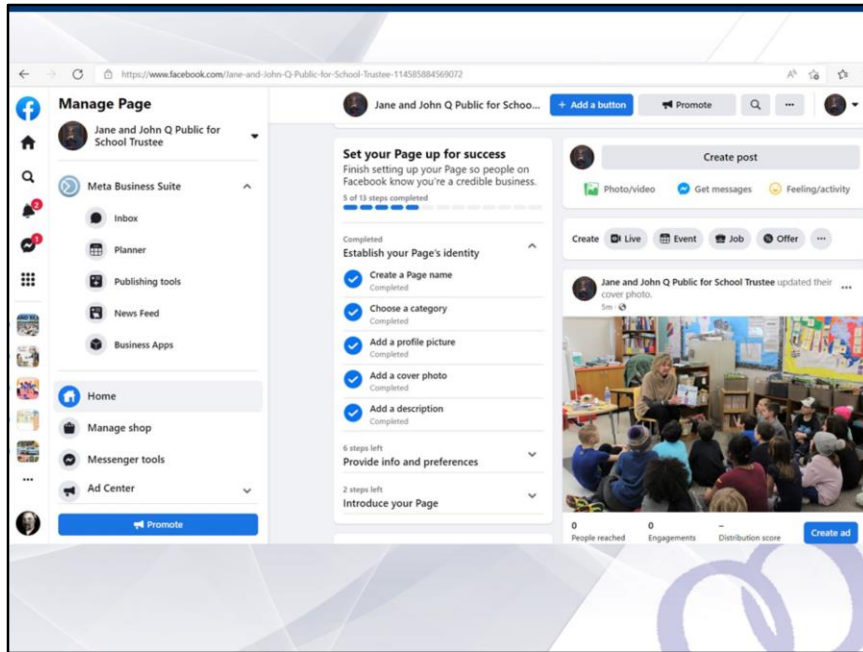 https://www.facebook.com/Jane-and-John-Q-Public-for-School-Trustee-114585884569072
Manage Page
Jane and John Q Public for
School Trustee
Meta Business Suite
Inbox
Planner
Publishing tools
News Feed
Business Apps
Home
Manage shop
Messenger tools
Ad Center
Promote
2
1
Jane and John Q Public for Schoo...
+ Add a button
Promote
Set your Page up for success
Finish setting up your Page so people on
Facebook know you're a credible business.
5 of 13 steps completed
Completed
Establish your Page's identity
Create a Page name
Completed
Choose a category
Completed
Add a profile picture
Completed
Add a cover photo
Completed
Add a description
Completed
6 steps left
Provide info and preferences
2 steps left
Introduce your Page
Create post
Photo/video
Get messages
Feeling/activity
Create
Live
Event
Job
Offer
Jane and John Q Public for School Trustee updated their
cover photo.
5m ·
0
People reached
0
Engagements
–
Distribution score
Create ad